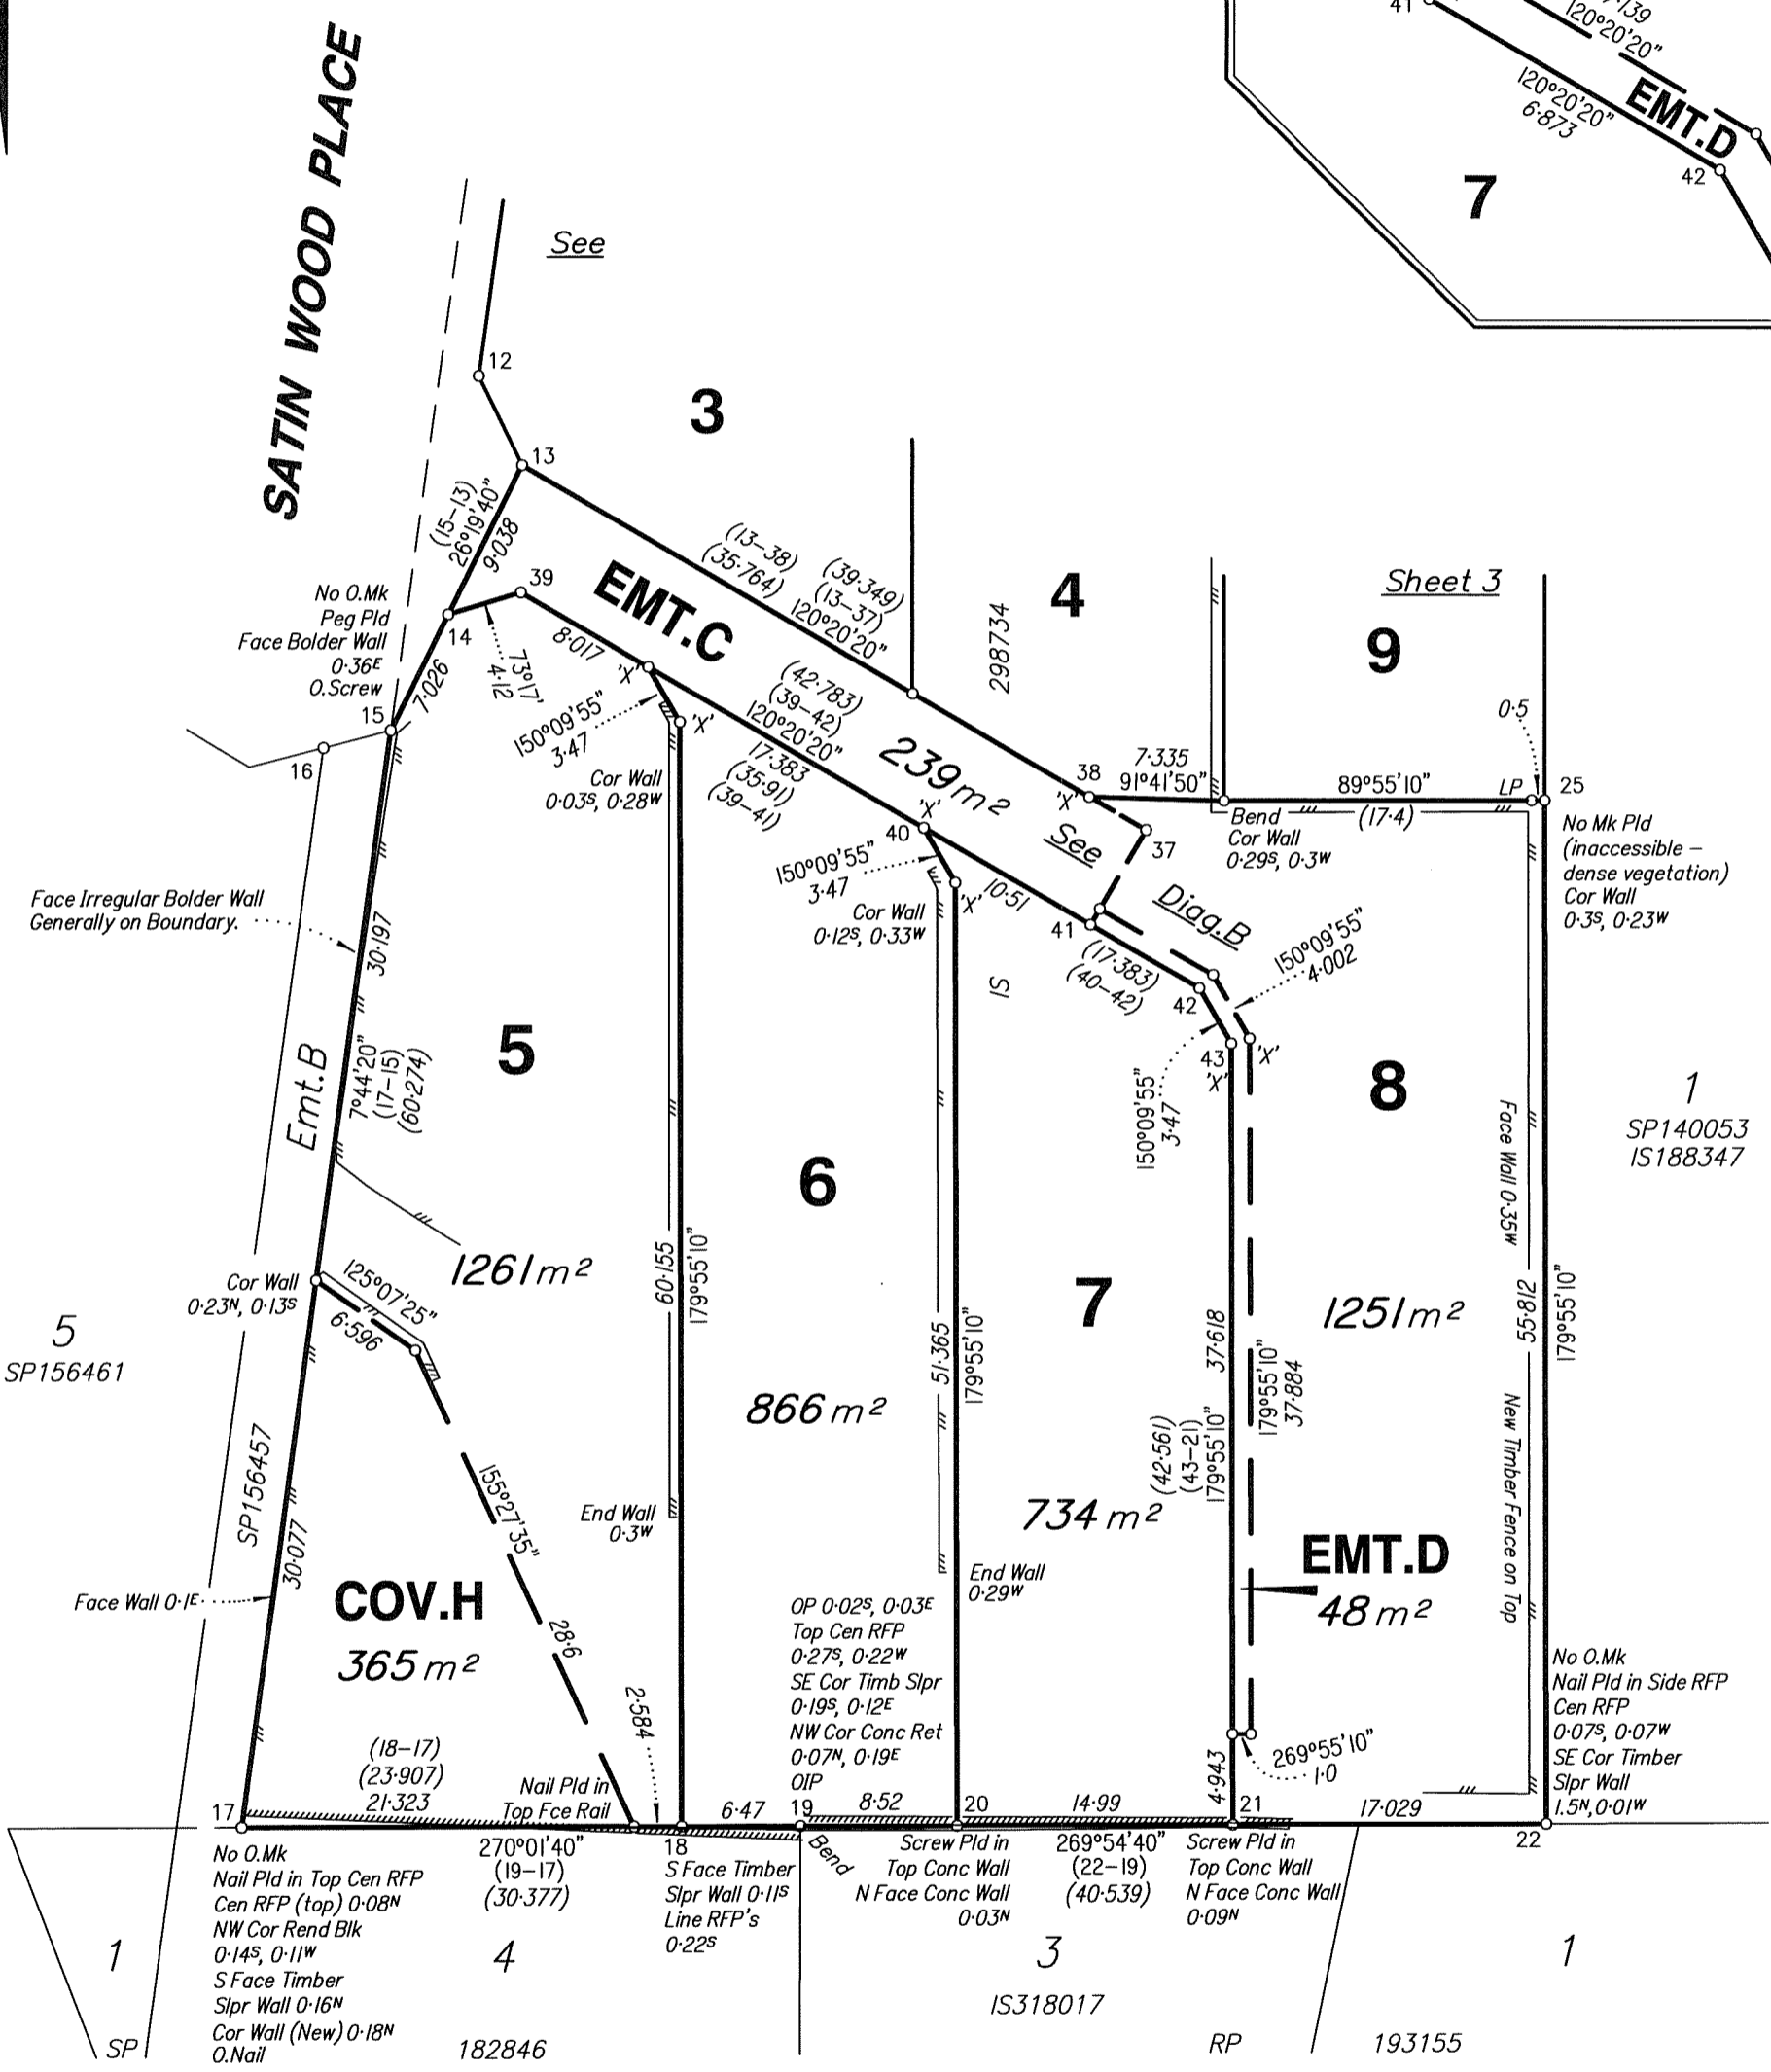 41
7·139
120°20'20"
120°20'20"
6·873
EMT.D
42
7
SATIN WOOD PLACE
See
12
3
13
(15-13)
26°19'40"
9·038
(13-38)
(35·764)
(39·349)
(13-37)
120°20'20"
4
298734
Sheet 3
9
0·5
No O.Mk
Peg Pld
Face Bolder Wall
0·36E
O.Screw
39
14
EMT.C
8·017
'X'
73°17'
4·12
7·026
15
16
150°09'55"
3·47
'X'
(42·783)
(39-42)
120°20'20"
17·383
(35·91)
(39-41)
239m²
38
'X'
7·335
91°41'50"
89°55'10"
(17·4)
LP
25
Cor Wall
0·03S, 0·28W
'X'
40
See
37
Bend
Cor Wall
0·29S, 0·3W
No Mk Pld
(inaccessible –
dense vegetation)
Cor Wall
0·3S, 0·23W
150°09'55"
3·47
'X'
10·51
Diag.B
Face Irregular Bolder Wall
Generally on Boundary.
30·197
Cor Wall
0·12S, 0·33W
41
(17·383)
(40-42)
150°09'55"
4·002
SI
42
43
'X'
'X'
5
Emt.B
7°44'20"
(17-15)
(60·274)
150°09'55"
3·47
8
1
SP140053
IS188347
6
Face Wall 0·35W
1261m²
60·155
179°55'10"
7
Cor Wall
0·23N, 0·13S
125°07'25"
6·596
51·365
179°55'10"
37·618
1251m²
55·812
179°55'10"
5
SP156461
179°55'10"
37·884
866m²
(42·561)
(43-21)
179°55'10"
New Timber Fence on Top
SP156457
155°27'35"
734m²
End Wall
0·3W
30·077
EMT.D
48m²
End Wall
0·29W
Face Wall 0·1E
COV.H
365m²
28·6
OP 0·02S, 0·03E
Top Cen RFP
0·27S, 0·22W
SE Cor Timb Slpr
0·19S, 0·12E
NW Cor Conc Ret
0·07N, 0·19E
OIP
2·584
No O.Mk
Nail Pld in Side RFP
Cen RFP
0·07S, 0·07W
SE Cor Timber
Slpr Wall
1·5N,0·01W
(18-17)
(23·907)
21·323
Nail Pld in
Top Fce Rail
4·943
269°55'10"
1·0
17
6·47
19
8·52
20
14·99
21
17·029
22
18
Bend
No O.Mk
Nail Pld in Top Cen RFP
Cen RFP (top) 0·08N
NW Cor Rend Blk
0·14S, 0·11W
S Face Timber
Slpr Wall 0·16N
Cor Wall (New) 0·18N
O.Nail
270°01'40"
(19-17)
(30·377)
S Face Timber
Slpr Wall 0·11S
Line RFP's
0·22S
Screw Pld in
Top Conc Wall
N Face Conc Wall
0·03N
269°54'40"
(22-19)
(40·539)
Screw Pld in
Top Conc Wall
N Face Conc Wall
0·09N
1
4
3
1
IS318017
SP
182846
RP
193155